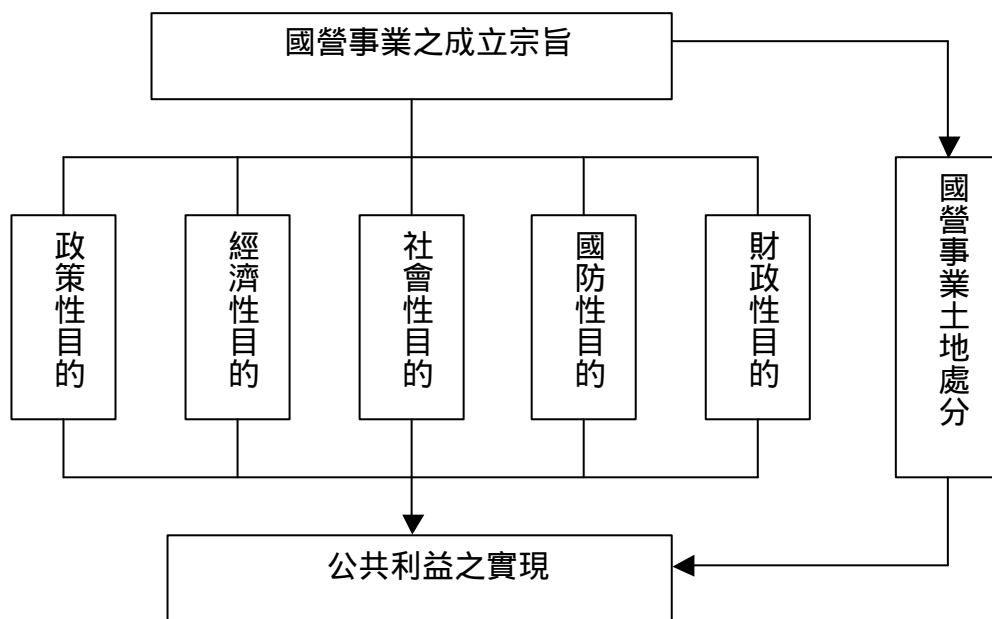 國營事業之成立宗旨
政策性目的
經濟性目的
社會性目的
國防性目的
財政性目的
國營事業土地處分
公共利益之實現